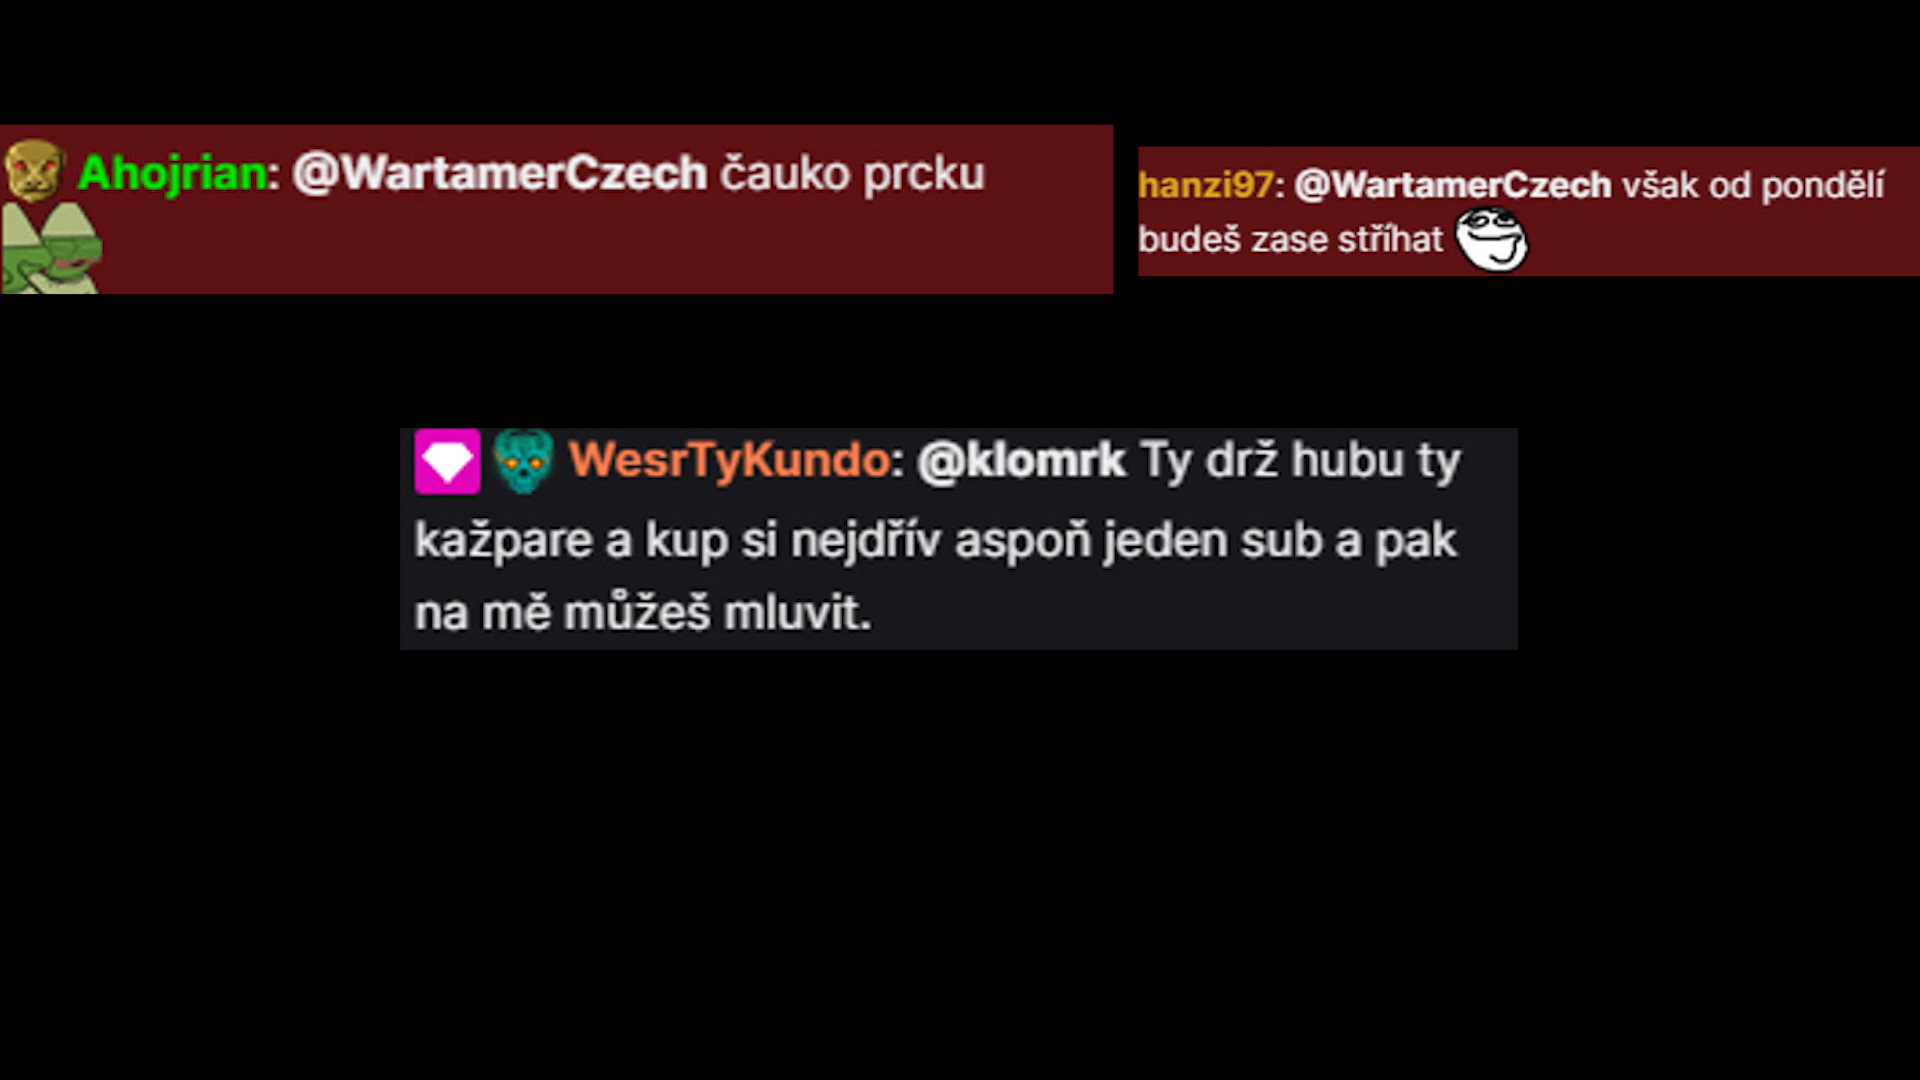 Ahojrian: @WartamerCzech čauko prcku
hanzi97: @WartamerCzech však od pondělí
budeš zase stříhat
WesrTyKundo: @klomrk Ty drž hubu ty
kažpare a kup si nejdřív aspoň jeden sub a pak
na mě můžeš mluvit.